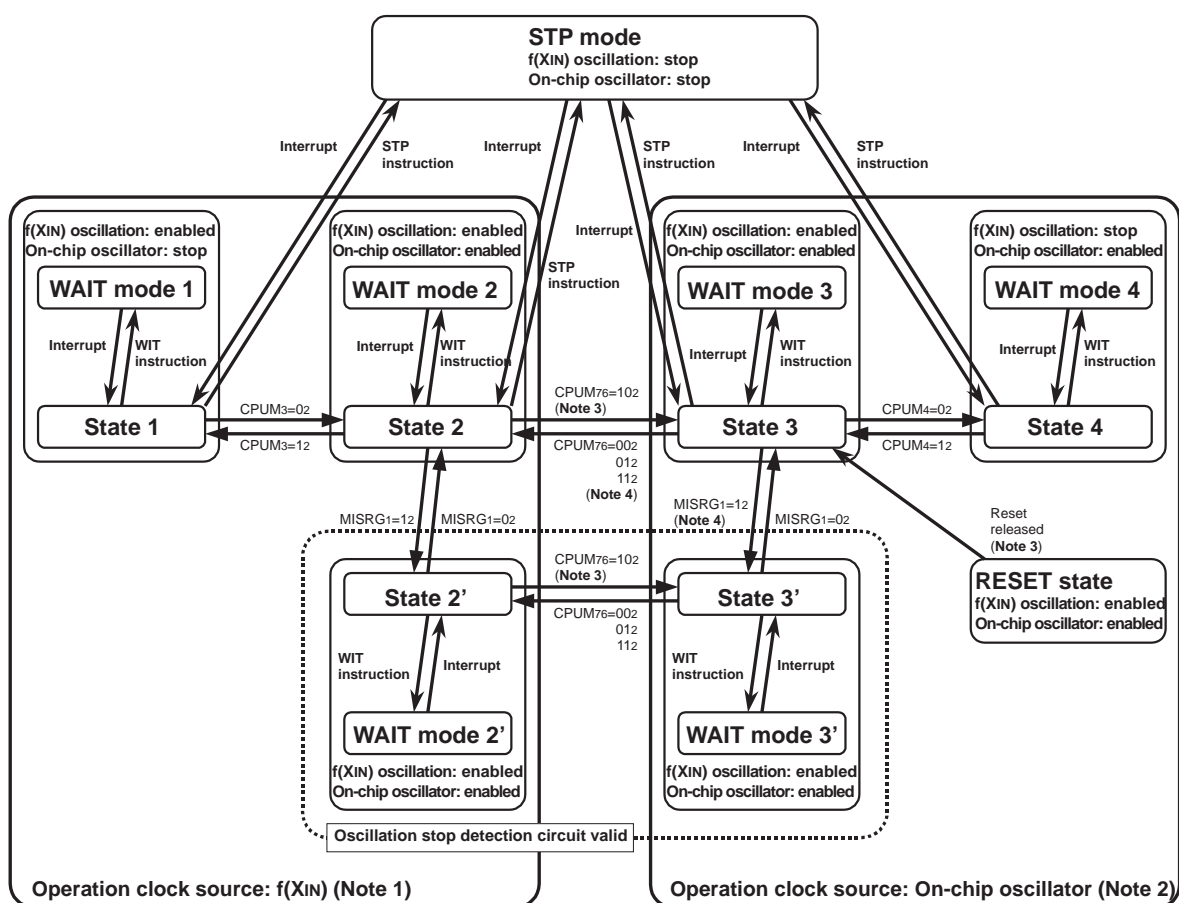 STP mode
f(XIN) oscillation: stop
On-chip oscillator: stop
Interrupt
STP
instruction
Interrupt
STP
instruction
Interrupt
STP
instruction
Interrupt
STP
instruction
f(XIN) oscillation: enabled
On-chip oscillator: stop
WAIT mode 1
Interrupt
WIT
instruction
State 1
CPUM3=02
CPUM3=12
f(XIN) oscillation: enabled
On-chip oscillator: enabled
WAIT mode 2
Interrupt
WIT
instruction
State 2
CPUM76=102
(Note 3)
CPUM76=002
012
112
(Note 4)
f(XIN) oscillation: enabled
On-chip oscillator: enabled
WAIT mode 3
Interrupt
WIT
instruction
State 3
CPUM4=02
CPUM4=12
f(XIN) oscillation: stop
On-chip oscillator: enabled
WAIT mode 4
Interrupt
WIT
instruction
State 4
MISRG1=12
MISRG1=02
MISRG1=12
(Note 4)
MISRG1=02
Reset
released
(Note 3)
RESET state
f(XIN) oscillation: enabled
On-chip oscillator: enabled
State 2'
CPUM76=102
(Note 3)
CPUM76=002
012
112
State 3'
WIT
instruction
Interrupt
WAIT mode 2'
f(XIN) oscillation: enabled
On-chip oscillator: enabled
WIT
instruction
Interrupt
WAIT mode 3'
f(XIN) oscillation: enabled
On-chip oscillator: enabled
Oscillation stop detection circuit valid
Operation clock source: f(XIN) (Note 1)
Operation clock source: On-chip oscillator (Note 2)